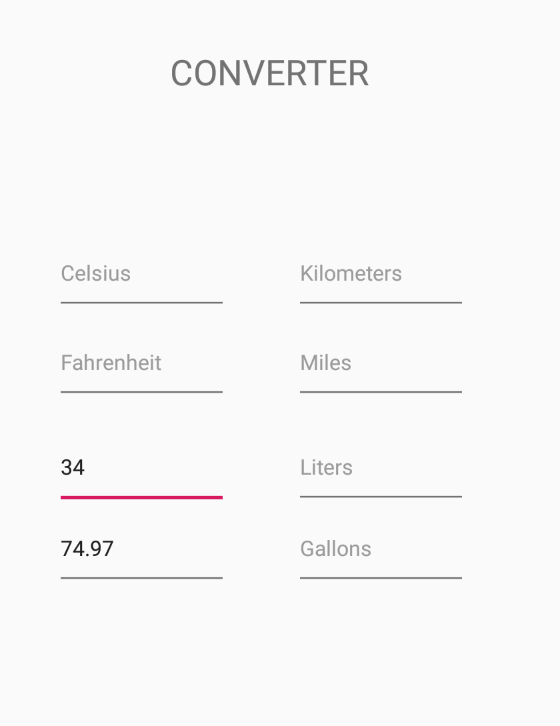 CONVERTER
Celsius
Kilometers
Fahrenheit
Miles
34
Liters
74.97
Gallons